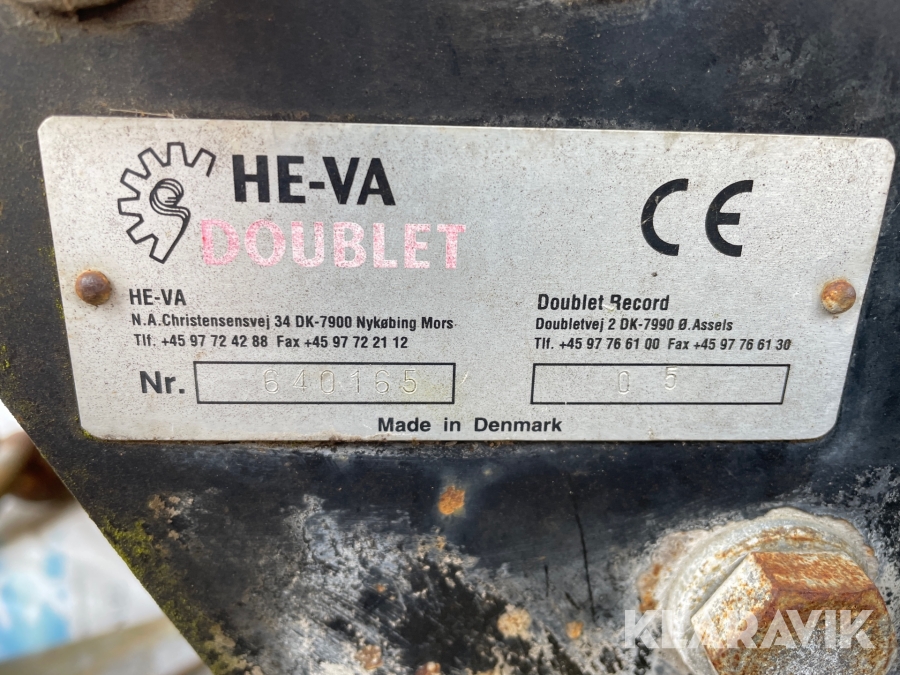 HE-VA
DOUBLET
CE
HE-VA
N.A.Christensensvej 34 DK-7900 Nykøbing Mors
Tlf. +45 97 72 42 88 Fax +45 97 72 21 12
Doublet Record
Doubletvej 2 DK-7990 Ø.Assels
Tlf. +45 97 76 61 00 Fax +45 97 76 61 30
Nr. 640165
05
Made in Denmark
KLARAVIK